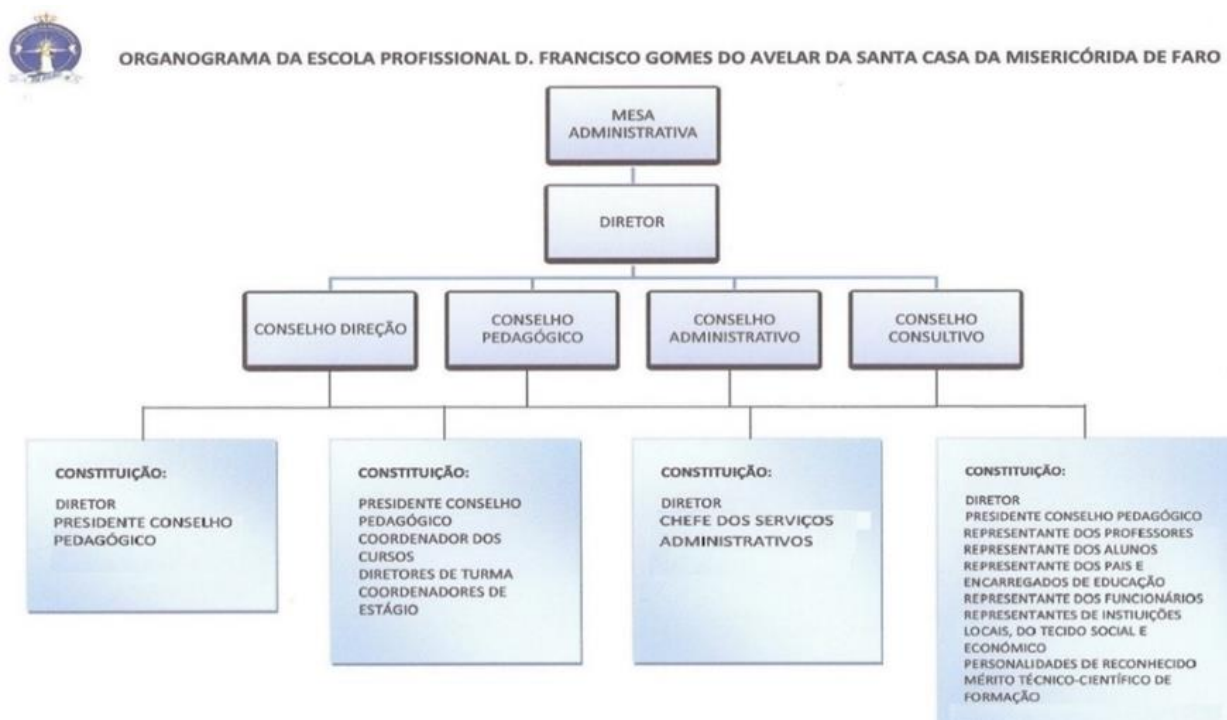 ORGANOGRAMA DA ESCOLA PROFISSIONAL D. FRANCISCO GOMES DO AVELAR DA SANTA CASA DA MISERICÓRIDA DE FARO
MESA
ADMINISTRATIVA
DIRETOR
CONSELHO DIREÇÃO
CONSELHO
PEDAGÓGICO
CONSELHO
ADMINISTRATIVO
CONSELHO
CONSULTIVO
CONSTITUIÇÃO:
DIRETOR
PRESIDENTE CONSELHO
PEDAGÓGICO
CONSTITUIÇÃO:
PRESIDENTE CONSELHO
PEDAGÓGICO
COORDENADOR DOS
CURSOS
DIRETORES DE TURMA
COORDENADORES DE
ESTÁGIO
CONSTITUIÇÃO:
DIRETOR
CHEFE DOS SERVIÇOS
ADMINISTRATIVOS
CONSTITUIÇÃO:
DIRETOR
PRESIDENTE CONSELHO PEDAGÓGICO
REPRESENTANTE DOS PROFESSORES
REPRESENTANTE DOS ALUNOS
REPRESENTANTE DOS PAIS E
ENCARREGADOS DE EDUCAÇÃO
REPRESENTANTE DOS FUNCIONÁRIOS
REPRESENTANTES DE INSTIUIÇÕES
LOCAIS, DO TECIDO SOCIAL E
ECONÓMICO
PERSONALIDADES DE RECONHECIDO
MÉRITO TÉCNICO-CIENTÍFICO DE
FORMAÇÃO